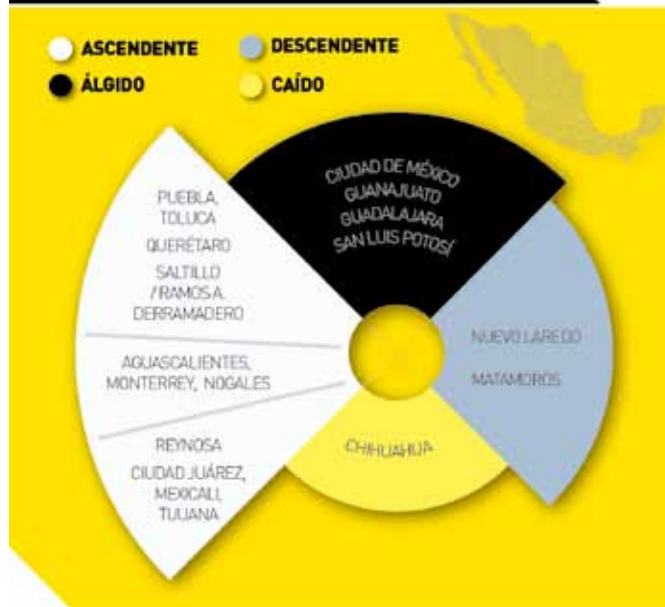 ASCENDENTE
DESCENDENTE
ÁLGIDO
CAÍDO
CIUDAD DE MÉXICO
GUANAJUATO
GUADALAJARA
SAN LUIS POTOSÍ
PUEBLA,
TOLUCA
QUERÉTARO
SALTILLO
/RAMOS A.
DERRAMADERO
AGUASCALIENTES,
MONTERREY, NOGALES
REYNOSA
CIUDAD JUÁREZ,
MEXICALI,
TIJUANA
NUEVO LAREDO
MATAMOROS
CHIHUAHUA